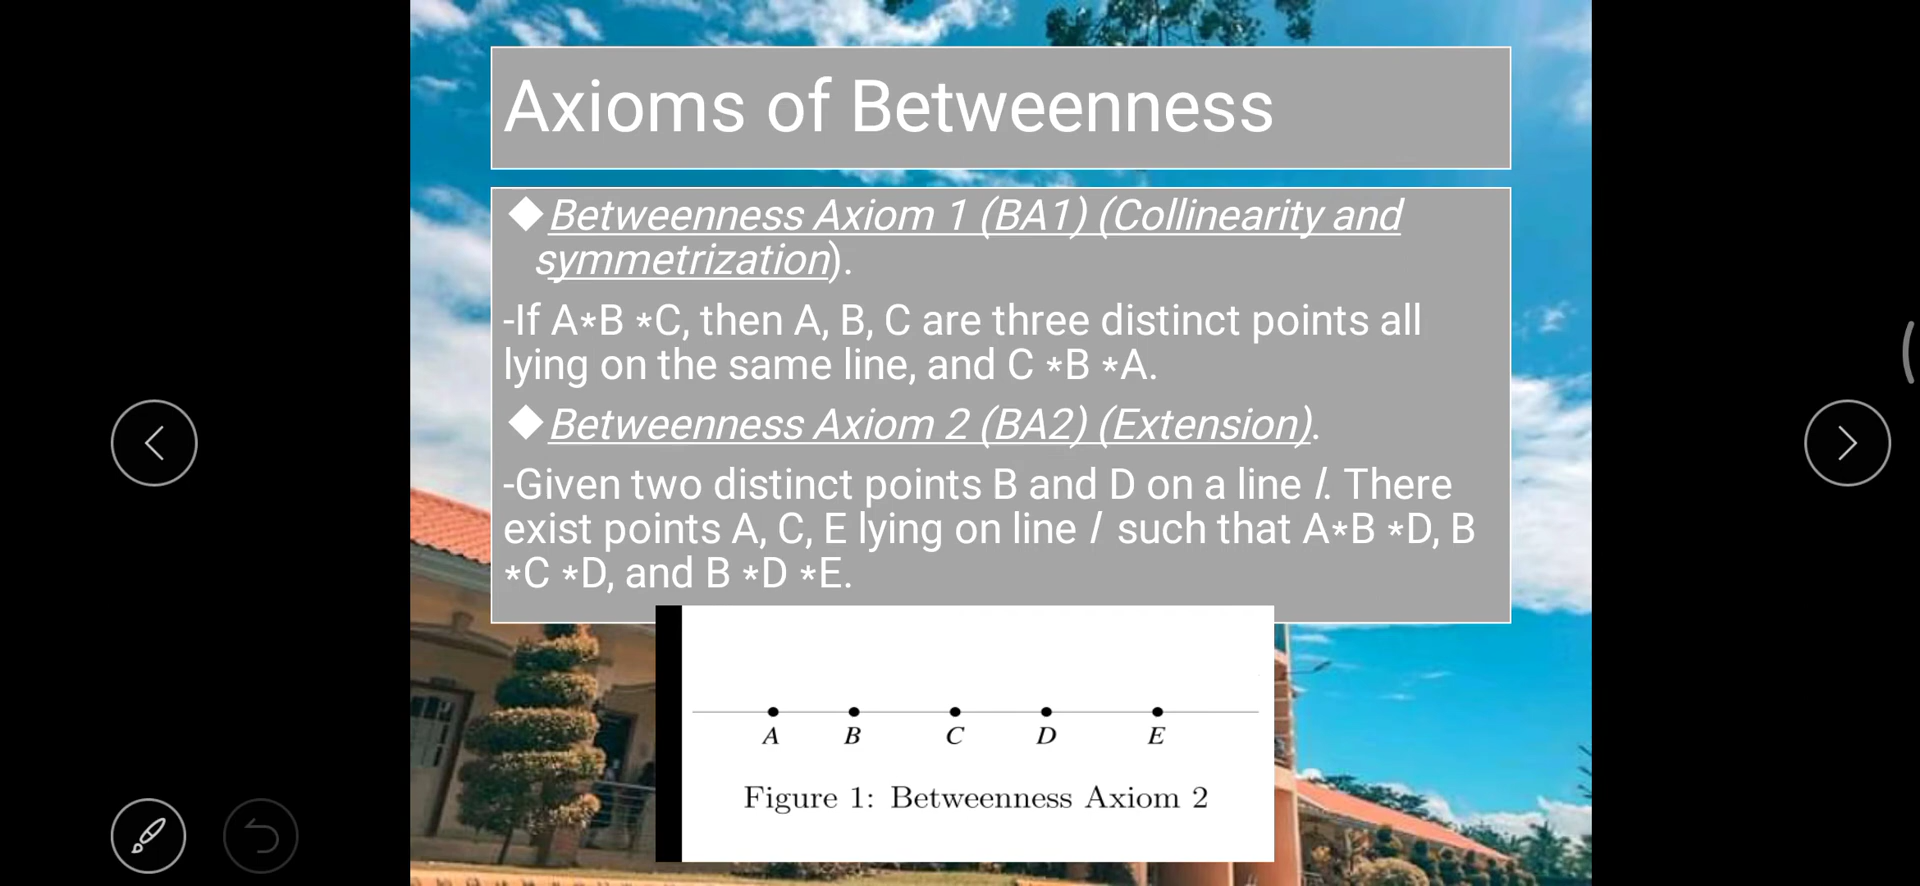 Axioms of Betweenness
◆Betweenness Axiom 1 (BA1) (Collinearity and
symmetrization).
-If A*B *C, then A, B, C are three distinct points all
lying on the same line, and C *B *A.
◆Betweenness Axiom 2 (BA2) (Extension).
-Given two distinct points B and D on a line l. There
exist points A, C, E lying on line l such that A*B *D, B
*C *D, and B *D *E.
A B C D E
Figure 1: Betweenness Axiom 2